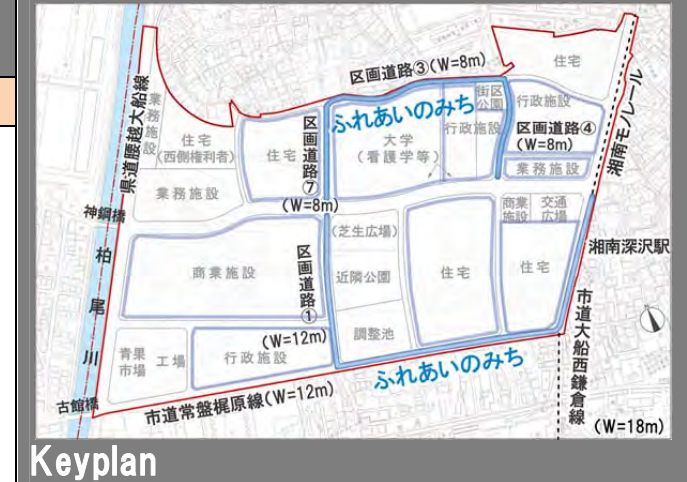 区画道路③(W=8m)
住宅
県道腰越大船線
業務施設
住宅
(西側権利者)
住宅
区画道路⑦
(W=8m)
ふれあいのみち
大学
(看護学等)
行政施設
街区
公園
行政施設
区画道路④
(W=8m)
業務施設
湘南モノレール
業務施設
神鋼橋
柏尾川
商業施設
区画道路①
(W=12m)
(芝生広場)
近隣公園
調整池
住宅
商業
施設
交通
広場
住宅
湘南深沢駅
青果
市場
工場
行政施設
ふれあいのみち
古館橋
市道常盤梶原線(W=12m)
市道大船西鎌倉線
(W=18m)
Keyplan